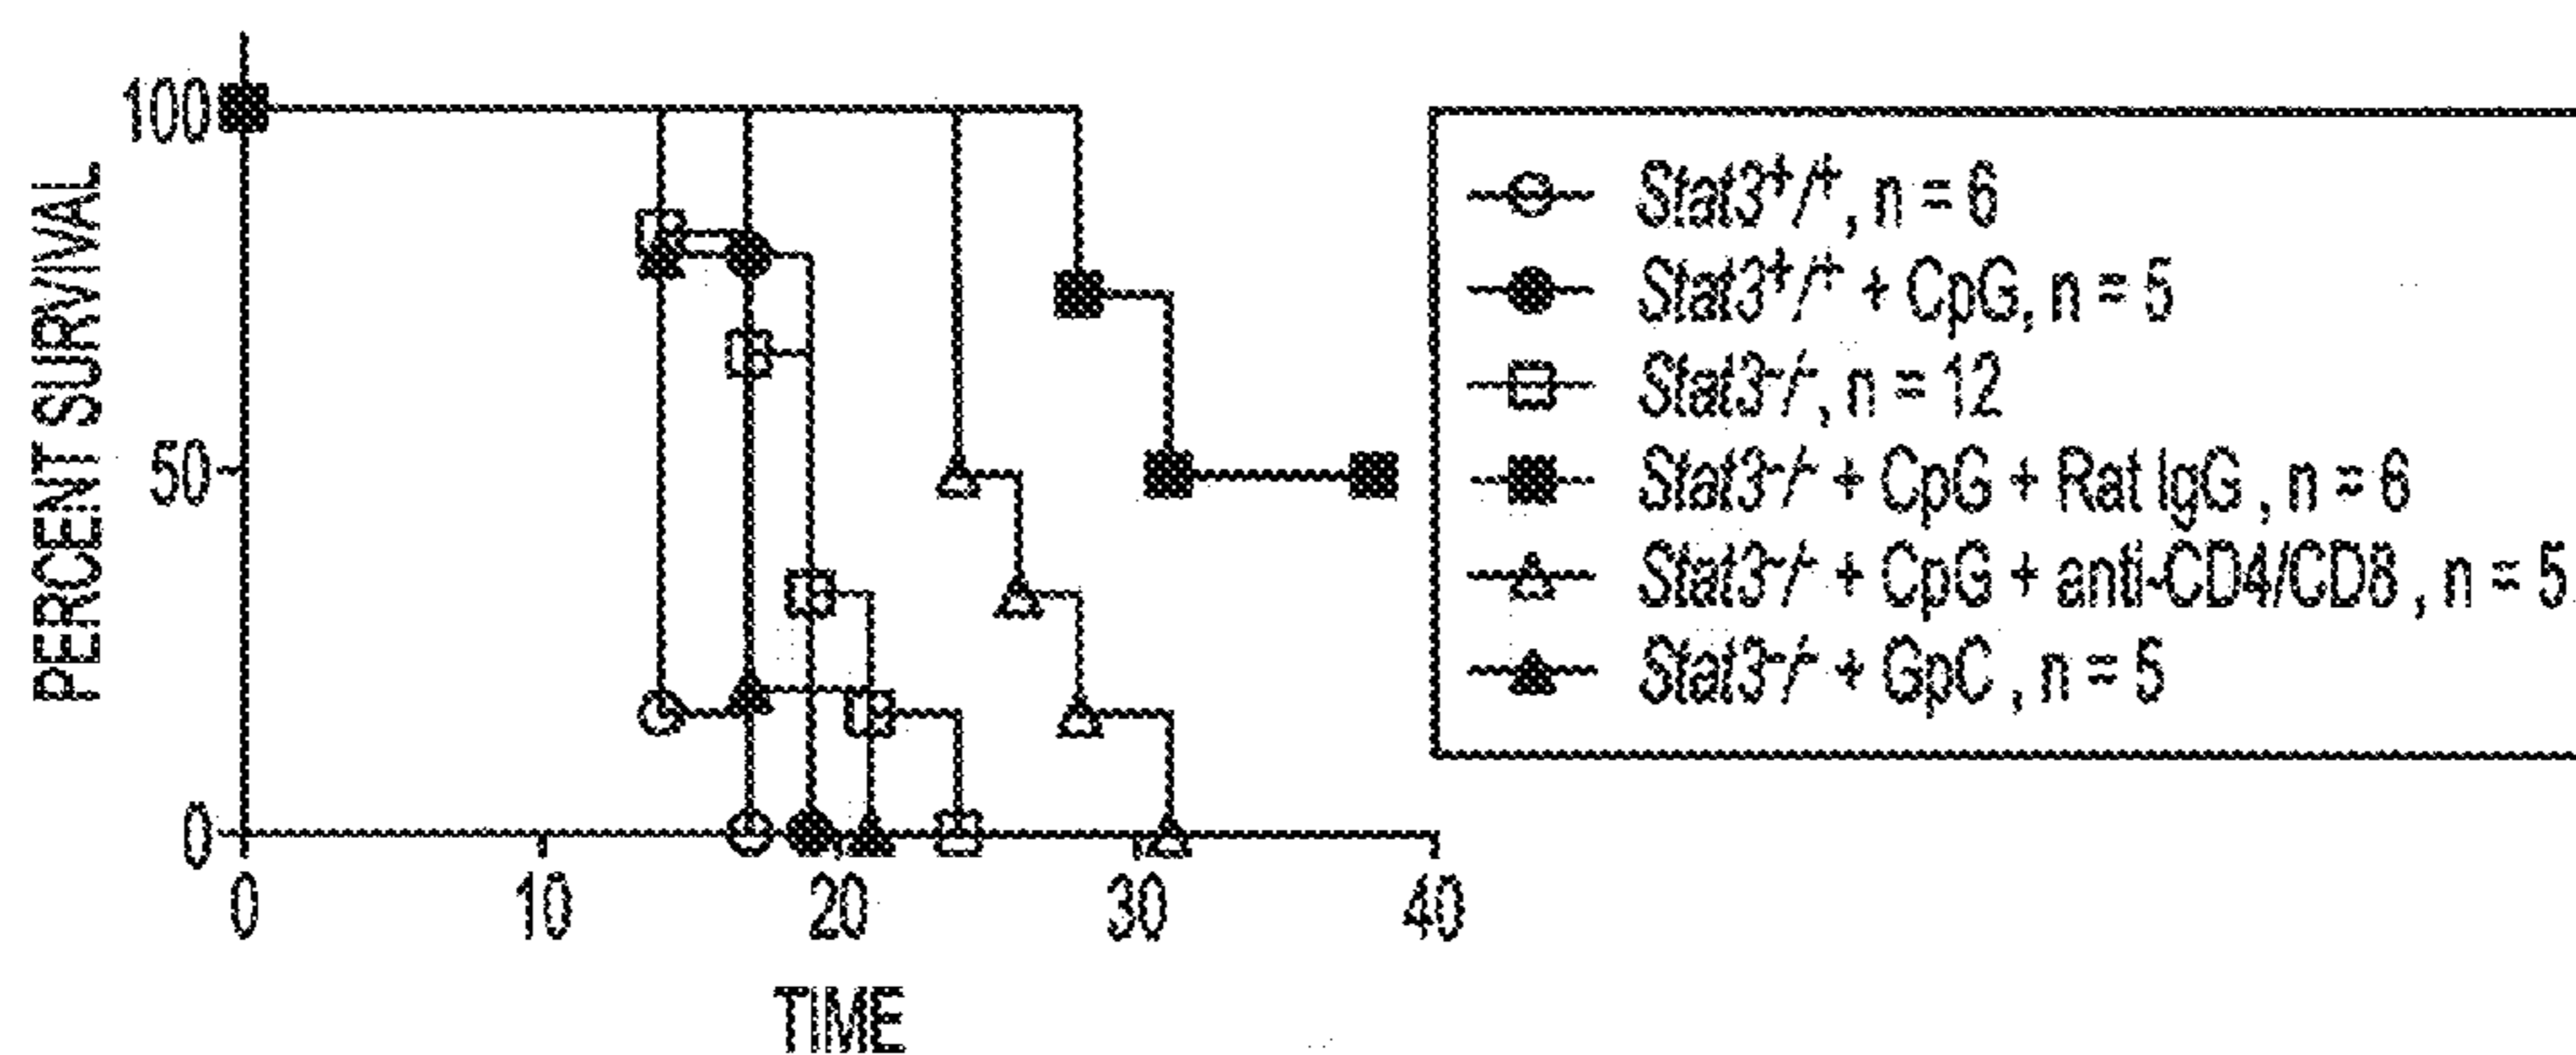 PERCENT SURVIVAL
100
50
0
0 10 20 30 40
TIME
Stat3+/+, n = 6
Stat3+/+ + CpG, n = 5
Stat3-/-, n = 12
Stat3-/- + CpG + Rat IgG, n = 6
Stat3-/- + CpG + anti-CD4/CD8, n = 5
Stat3-/- + GpC, n = 5